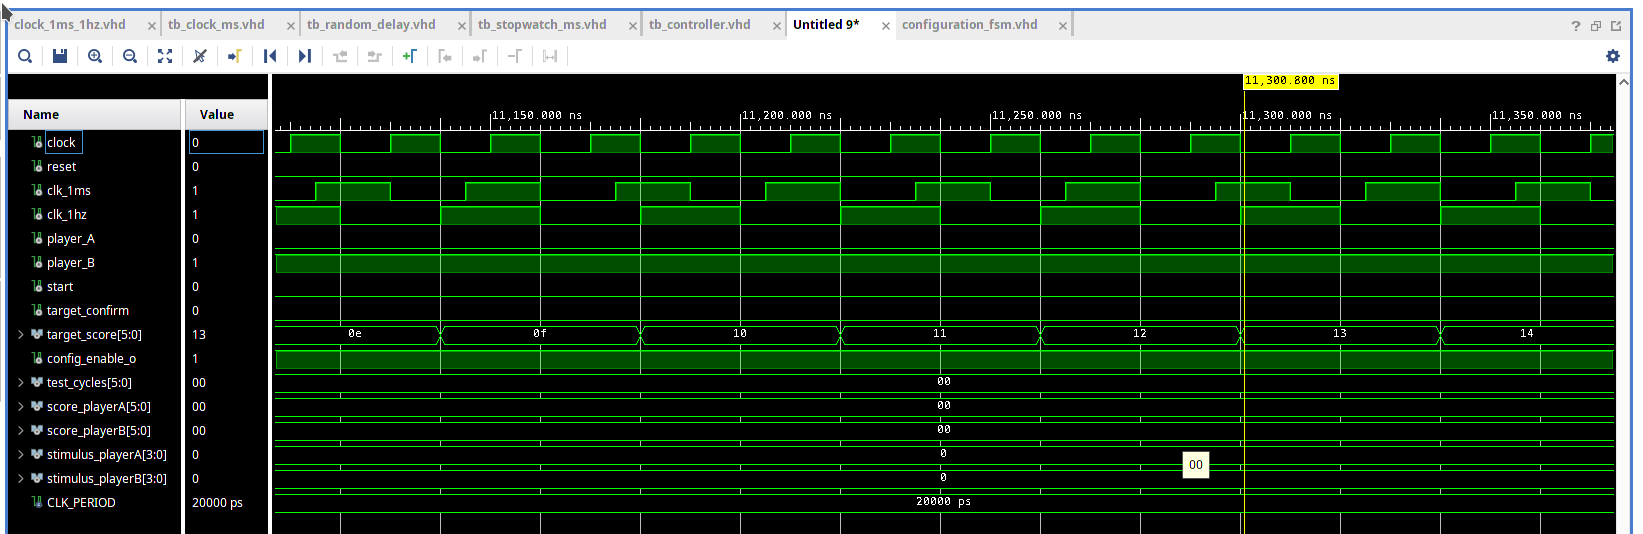 clock_1ms_1hz.vhd × tb_clock_ms.vhd × tb_random_delay.vhd × tb_stopwatch_ms.vhd × tb_controller.vhd × Untitled 9* × configuration_fsm.vhd ×
11,300.800 ns
Name Value
11,150.000 ns 11,200.000 ns 11,250.000 ns 11,300.000 ns 11,350.000 ns
clock 0
reset 0
clk_1ms 1
clk_1hz 1
player_A 0
player_B 1
start 0
target_confirm 0
target_score[5:0] 13 0e 0f 10 11 12 13 14
config_enable_o 1
test_cycles[5:0] 00 00
score_playerA[5:0] 00 00
score_playerB[5:0] 00 00
stimulus_playerA[3:0] 0 0
00
stimulus_playerB[3:0] 0 0
CLK_PERIOD 20000 ps 20000 ps